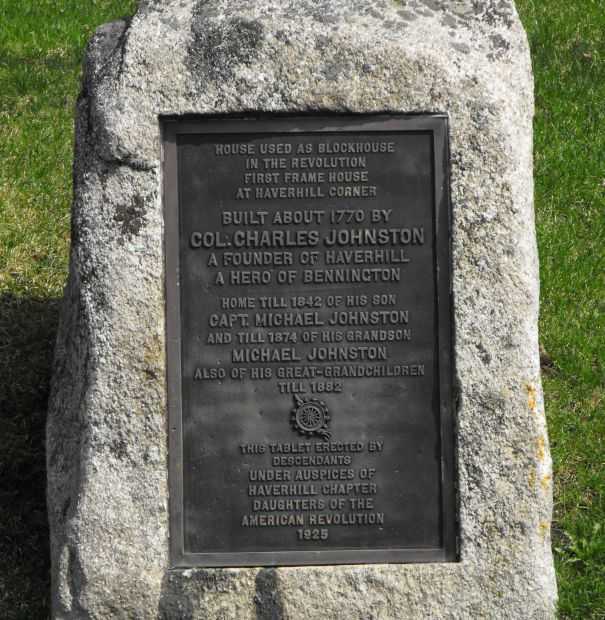 HOUSE USED AS BLOCKHOUSE
IN THE REVOLUTION
FIRST FRAME HOUSE
AT HAVERHILL CORNER
BUILT ABOUT 1770 BY
COL. CHARLES JOHNSTON
A FOUNDER OF HAVERHILL
A HERO OF BENNINGTON
HOME TILL 1842 OF HIS SON
CAPT. MICHAEL JOHNSTON
AND TILL 1874 OF HIS GRANDSON
MICHAEL JOHNSTON
ALSO OF HIS GREAT-GRANDCHILDREN
TILL 1882
THIS TABLET ERECTED BY
DESCENDANTS
UNDER AUSPICES OF
HAVERHILL CHAPTER
DAUGHTERS OF THE
AMERICAN REVOLUTION
1925